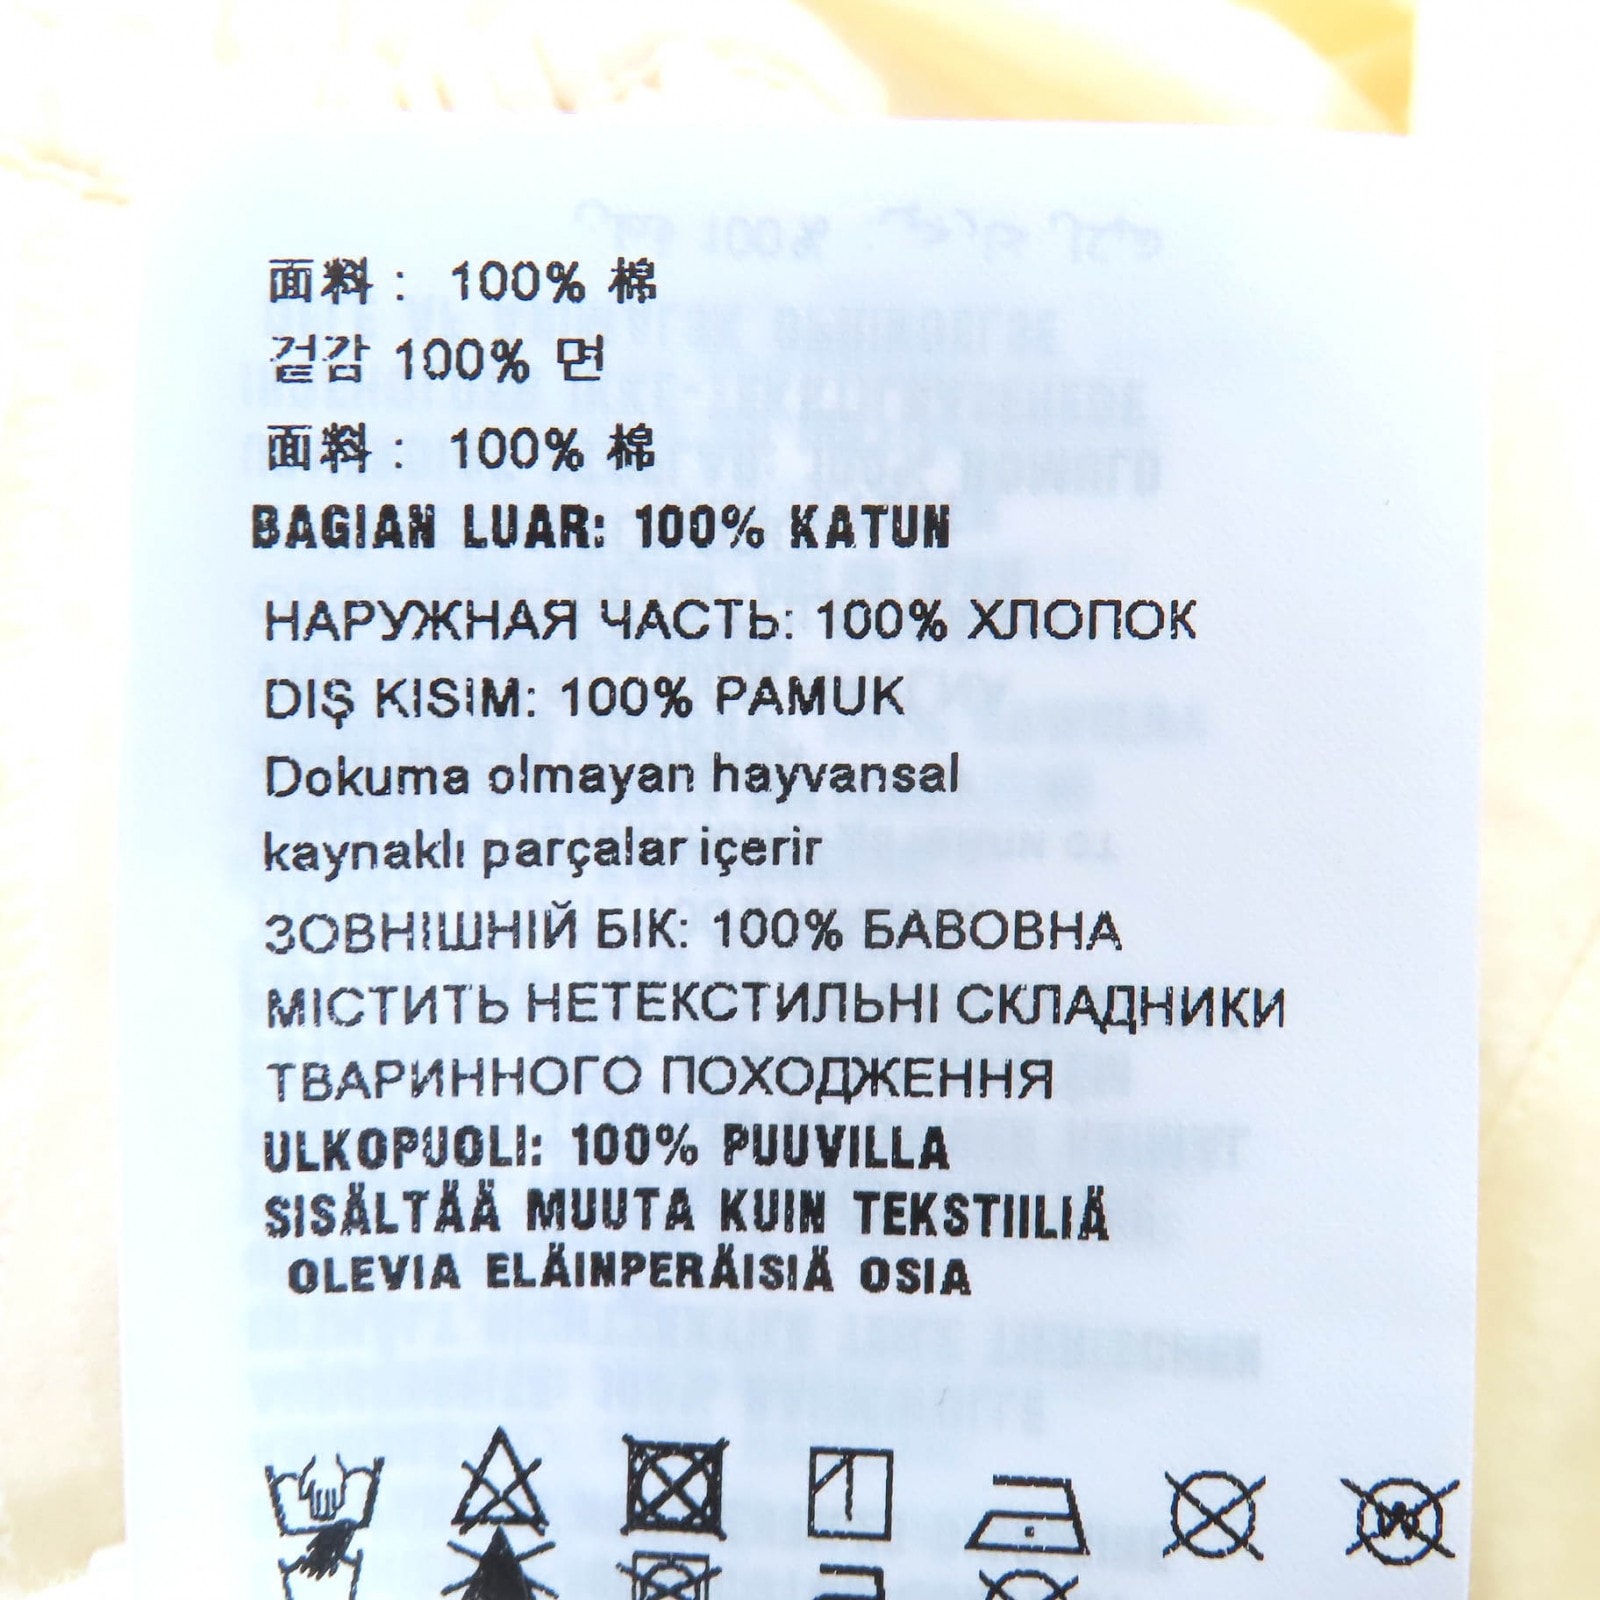 面料： 100% 棉
겉감 100% 면
面料： 100% 棉
BAGIAN LUAR: 100% KATUN
НАРУЖНАЯ ЧАСТЬ: 100% ХЛОПОК
DIŞ KISIM: 100% PAMUK
Dokuma olmayan hayvansal
kaynaklı parçalar içerir
ЗОВНІШНІЙ БІК: 100% БАВОВНА
МІСТИТЬ НЕТЕКСТИЛЬНІ СКЛАДНИКИ
ТВАРИННОГО ПОХОДЖЕННЯ
ULKOPUOLI: 100% PUUVILLA
SISÄLTÄÄ MUUTA KUIN TEKSTIILIÄ
OLEVIA ELÄINPERÄISIÄ OSIA
W